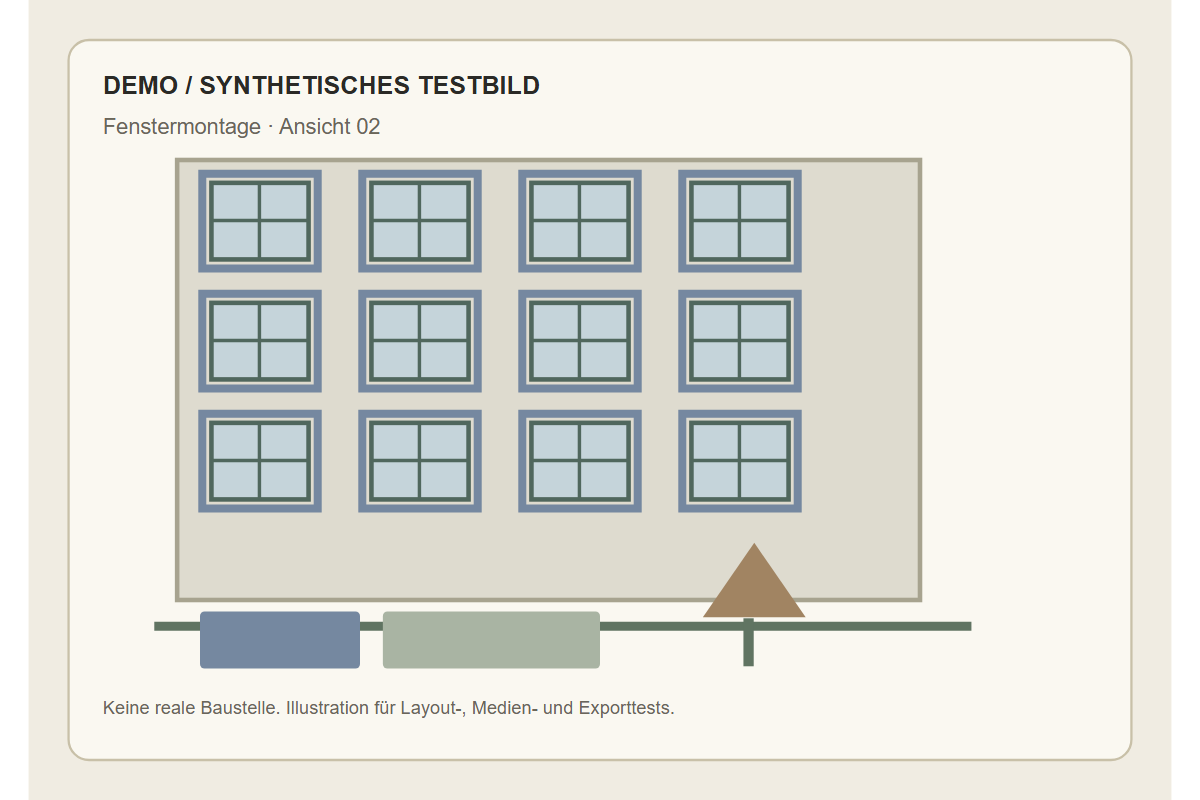 DEMO / SYNTHETISCHES TESTBILD
Fenstermontage · Ansicht 02
Keine reale Baustelle. Illustration für Layout-, Medien- und Exporttests.